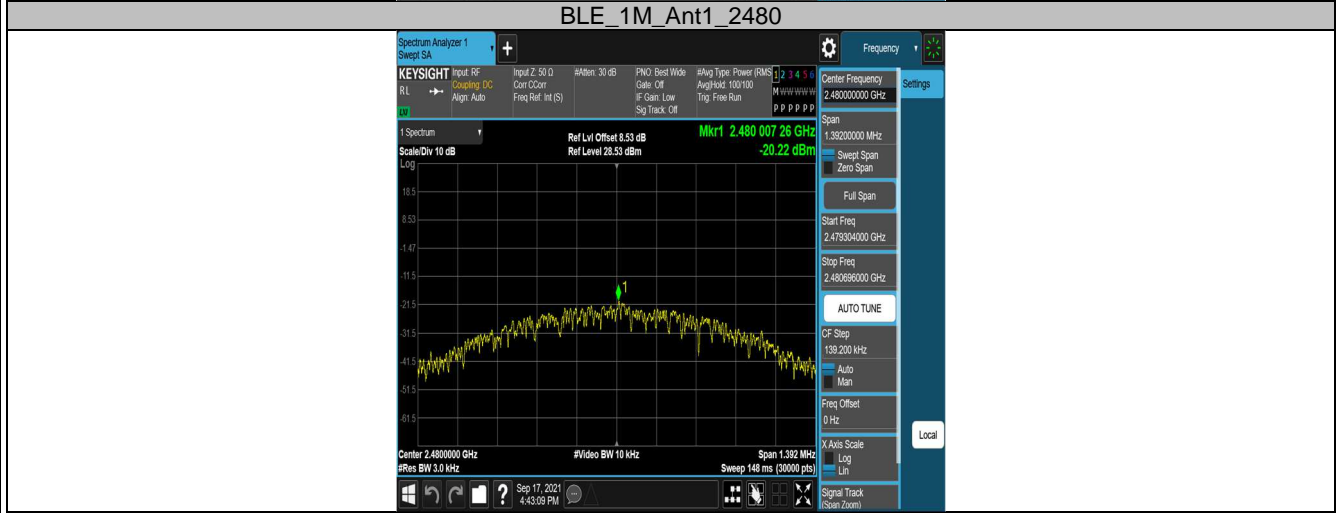 BLE_1M_Ant1_2480
Spectrum Analyzer 1
Swept SA
+
Frequency
KEYSIGHT
RL
Input: RF
Coupling: DC
Align: Auto
Input Z: 50 Ω
Corr CCorr
Freq Ref: Int (S)
#Atten: 30 dB
PNO: Best Wide
Gate: Off
IF Gain: Low
Sig Track: Off
#Avg Type: Power (RMS
Avg|Hold: 100/100
Trig: Free Run
1 2 3 4 5 6
M W W W W W
P P P P P P
Center Frequency
2.480000000 GHz
Settings
1 Spectrum
Scale/Div 10 dB
Log
Ref Lvl Offset 8.53 dB
Ref Level 28.53 dBm
Mkr1 2.480 007 26 GHz
-20.22 dBm
18.5
8.53
-1.47
-11.5
-21.5
-31.5
-41.5
-51.5
-61.5
1
Span
1.39200000 MHz
Swept Span
Zero Span
Full Span
Start Freq
2.479304000 GHz
Stop Freq
2.480696000 GHz
AUTO TUNE
CF Step
139.200 kHz
Auto
Man
Freq Offset
0 Hz
X Axis Scale
Log
Lin
Local
Signal Track
(Span Zoom)
Center 2.4800000 GHz
#Res BW 3.0 kHz
#Video BW 10 kHz
Span 1.392 MHz
Sweep 148 ms (30000 pts)
?
Sep 17, 2021
4:43:09 PM